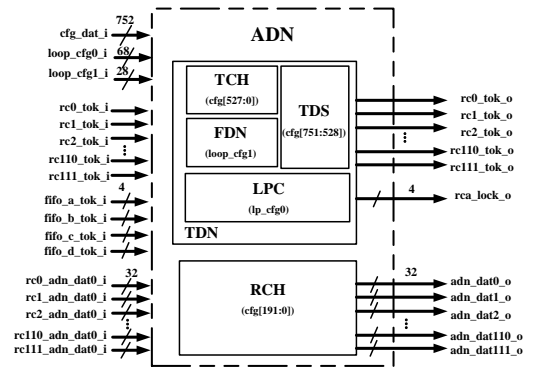 752
cfg_dat_i
68
loop_cfg0_i
28
loop_cfg1_i
rc0_tok_i
rc1_tok_i
rc2_tok_i
rc110_tok_i
rc111_tok_i
4
fifo_a_tok_i
fifo_b_tok_i
fifo_c_tok_i
fifo_d_tok_i
32
rc0_adn_dat0_i
rc1_adn_dat0_i
rc2_adn_dat0_i
rc110_adn_dat0_i
rc111_adn_dat0_i
ADN
TCH
(cfg[527:0])
FDN
(loop_cfg1)
TDS
(cfg[751:528])
LPC
(lp_cfg0)
TDN
RCH
(cfg[191:0])
rc0_tok_o
rc1_tok_o
rc2_tok_o
rc110_tok_o
rc111_tok_o
4
rca_lock_o
32
adn_dat0_o
adn_dat1_o
adn_dat2_o
adn_dat110_o
adn_dat111_o